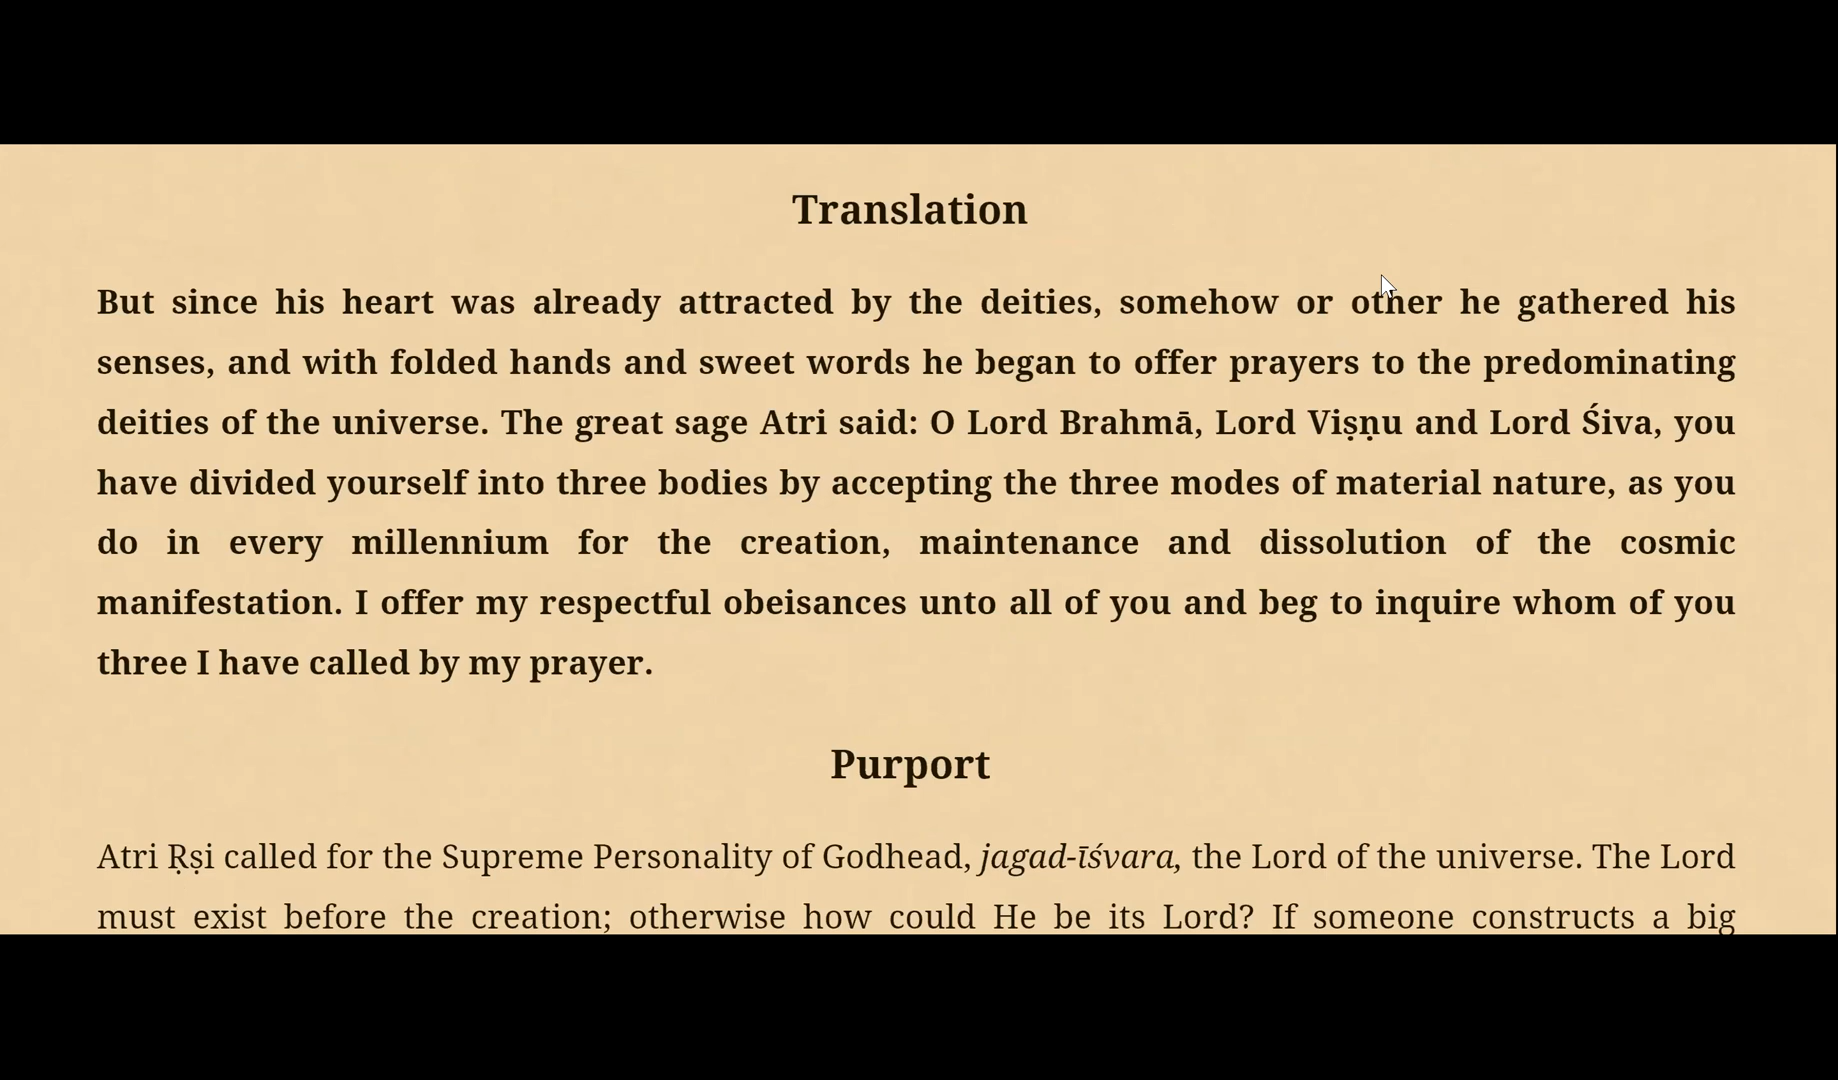 Translation
But since his heart was already attracted by the deities, somehow or other he gathered his
senses, and with folded hands and sweet words he began to offer prayers to the predominating
deities of the universe. The great sage Atri said: O Lord Brahmā, Lord Viṣṇu and Lord Śiva, you
have divided yourself into three bodies by accepting the three modes of material nature, as you
do in every millennium for the creation, maintenance and dissolution of the cosmic
manifestation. I offer my respectful obeisances unto all of you and beg to inquire whom of you
three I have called by my prayer.
Purport
Atri Ṛṣi called for the Supreme Personality of Godhead, jagad-īśvara, the Lord of the universe. The Lord
must exist before the creation; otherwise how could He be its Lord? If someone constructs a big